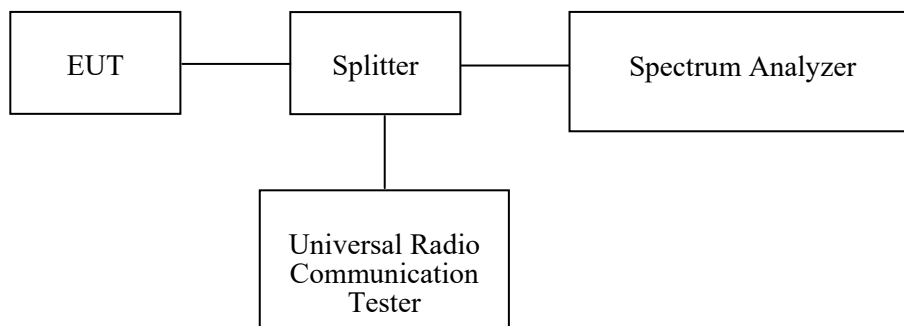 EUT
Splitter
Spectrum Analyzer
Universal Radio
Communication
Tester